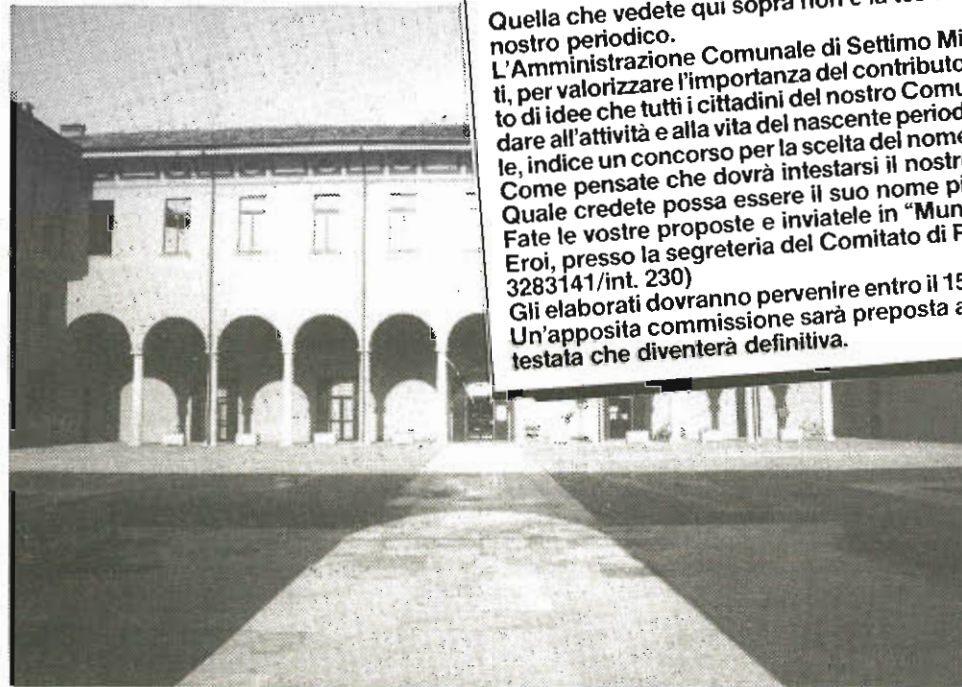 Quella che vedete qui sopra non è la
nostro periodico.
L'Amministrazione Comunale di Settimo Mi
ti, per valorizzare l'importanza del contributo
to di idee che tutti i cittadini del nostro Comu
dare all'attività e alla vita del nascente period
le, indice un concorso per la scelta del nome
Come pensate che dovrà intestarsi il nostr
Quale credete possa essere il suo nome pi
Fate le vostre proposte e inviatele in "Mun
Eroi, presso la segreteria del Comitato di
3283141/int. 230)
Gli elaborati dovranno pervenire entro il 15
Un'apposita commissione sarà preposta a
testata che diventerà definitiva.